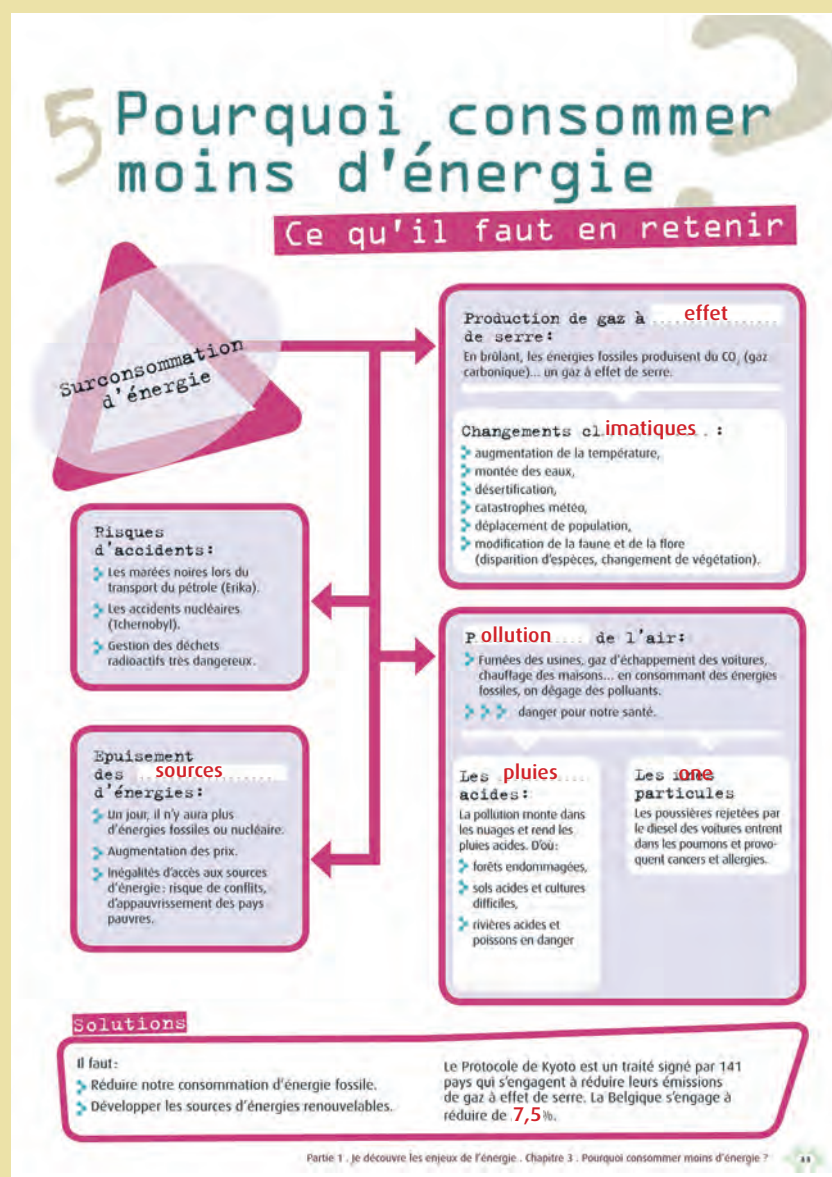 5 Pourquoi consommer
moins d'énergie ?
Ce qu'il faut en retenir
Surconsommation
d'énergie
Production de gaz à effet
de serre:
En brûlant, les énergies fossiles produisent du CO2 (gaz
carbonique)... un gaz à effet de serre.
Changements climatiques :
augmentation de la température,
montée des eaux,
désertification,
catastrophes météo,
déplacement de population,
modification de la faune et de la flore
(disparition d'espèces, changement de végétation).
Risques
d'accidents:
Les marées noires lors du
transport du pétrole (Erika).
Les accidents nucléaires
(Tchernobyl).
Gestion des déchets
radioactifs très dangereux.
Pollution de l'air:
Fumées des usines, gaz d'échappement des voitures,
chauffage des maisons... en consommant des énergies
fossiles, on dégage des polluants.
danger pour notre santé.
Epuisement
des sources
d'énergies:
Un jour, il n'y aura plus
d'énergies fossiles ou nucléaire.
Augmentation des prix.
Inégalités d'accès aux sources
d'énergie: risque de conflits,
d'appauvrissement des pays
pauvres.
Les pluies
acides:
La pollution monte dans
les nuages et rend les
pluies acides. D'où:
forêts endommagées,
sols acides et cultures
difficiles,
rivières acides et
poissons en danger
Les
particules
Les poussières rejetées par
le diesel des voitures entrent
dans les poumons et provo-
quent cancers et allergies.
Solutions
Il faut:
Réduire notre consommation d'énergie fossile.
Développer les sources d'énergies renouvelables.
Le Protocole de Kyoto est un traité signé par 141
pays qui s'engagent à réduire leurs émissions
de gaz à effet de serre. La Belgique s'engage à
réduire de 7,5%.
Partie 1 . Je découvre les enjeux de l'énergie . Chapitre 3 . Pourquoi consommer moins d'énergie ?